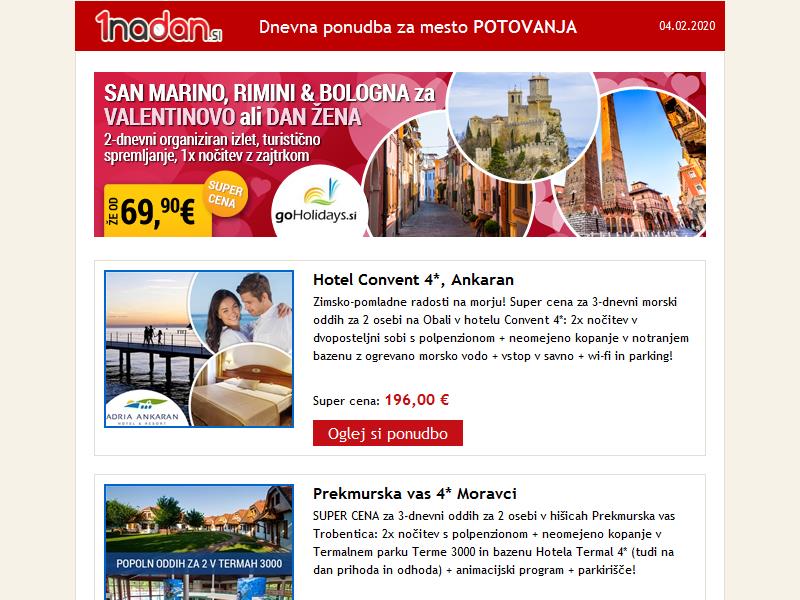 1nadan.si
Dnevna ponudba za mesto POTOVANJA
04.02.2020
SAN MARINO, RIMINI & BOLOGNA za
VALENTINOVO ali DAN ŽENA
2-dnevni organiziran izlet, turistično
spremljanje, 1x nočitev z zajtrkom
ŽE OD 69,90€
SUPER
CENA
goHolidays.si
Hotel Convent 4*, Ankaran
Zimsko-pomladne radosti na morju! Super cena za 3-dnevni morski
oddih za 2 osebi na Obali v hotelu Convent 4*: 2x nočitev v
dvoposteljni sobi s polpenzionom + neomejeno kopanje v notranjem
bazenu z ogrevano morsko vodo + vstop v savno + wi-fi in parking!
Super cena: 196,00 €
Oglej si ponudbo
ADRIA ANKARAN
HOTEL & RESORT
Prekmurska vas 4* Moravci
SUPER CENA za 3-dnevni oddih za 2 osebi v hišicah Prekmurska vas
Trobentica: 2x nočitev s polpenzionom + neomejeno kopanje v
Termalnem parku Terme 3000 in bazenu Hotela Termal 4* (tudi na
dan prihoda in odhoda) + animacijski program + parkirišče!
POPOLN ODDIH ZA 2 V TERMAH 3000